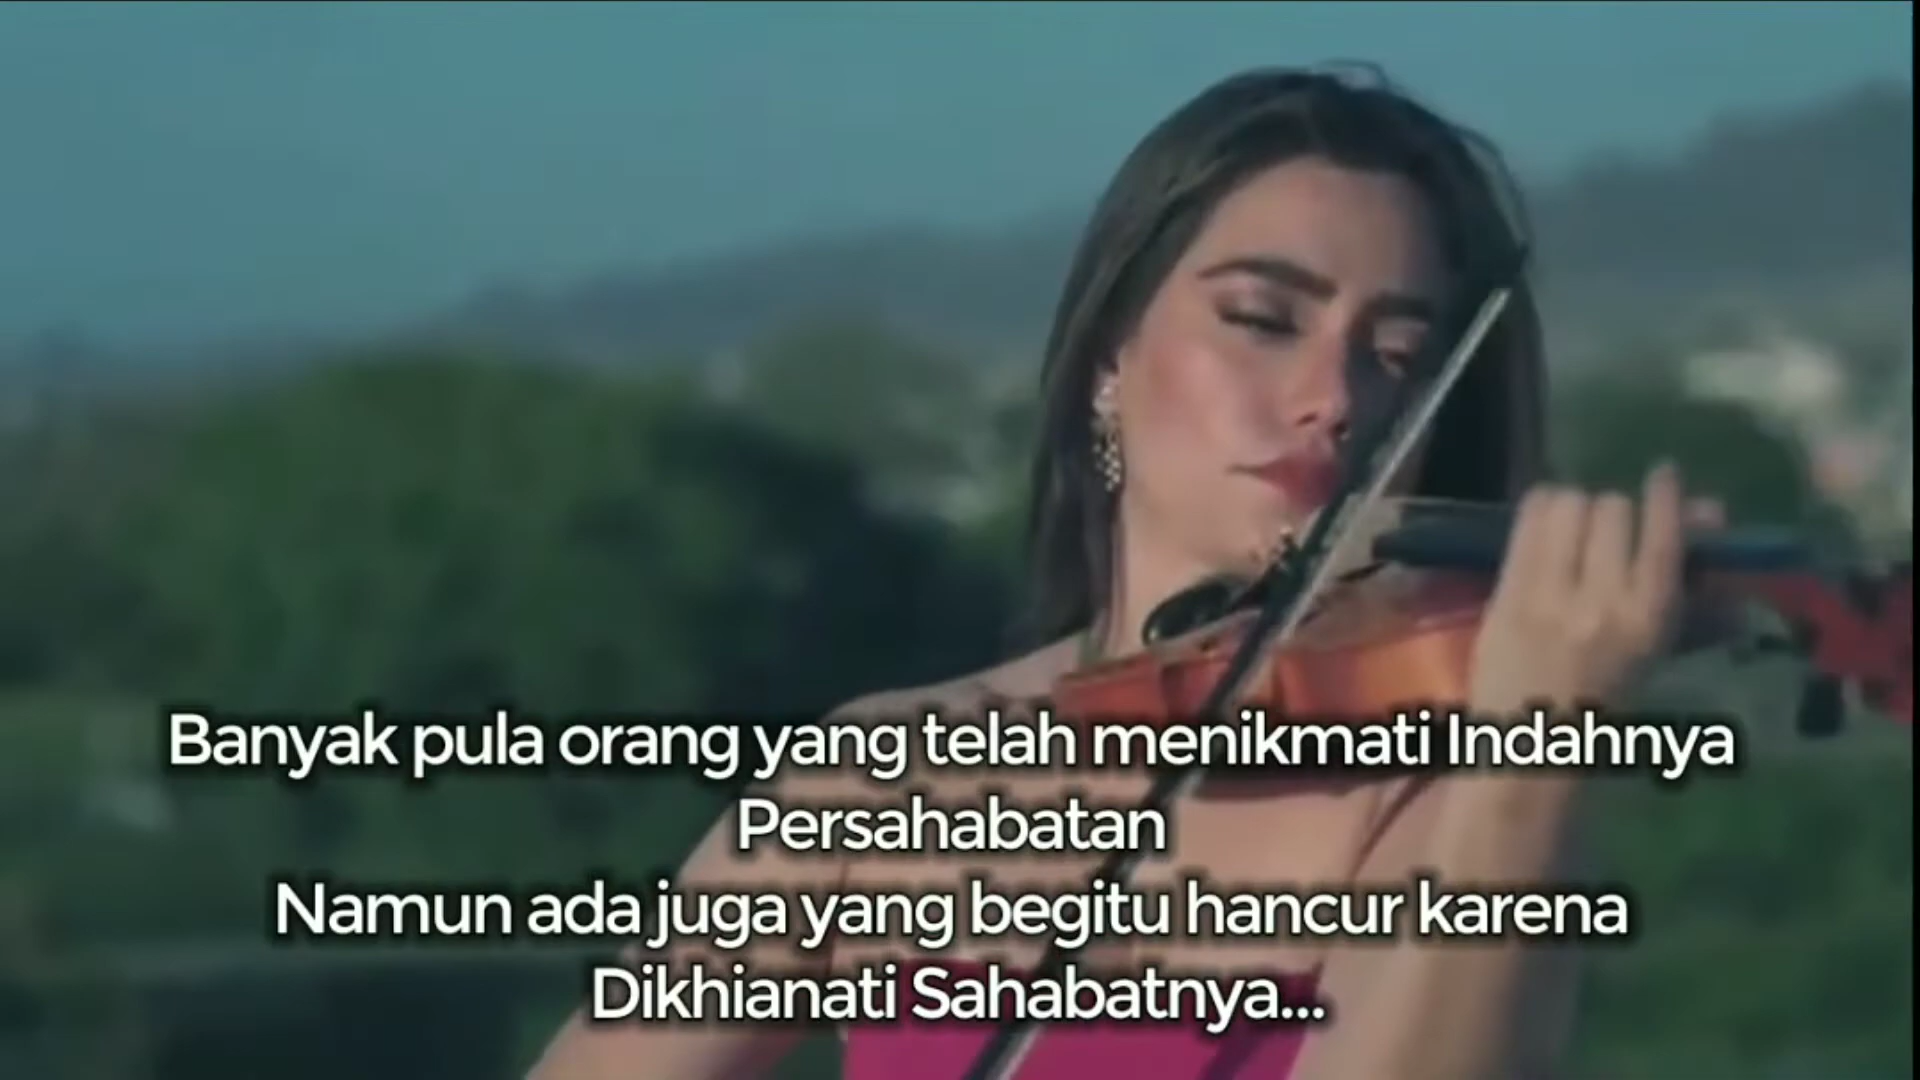 Banyak pula orang yang telah menikmati Indahnya
Persahabatan
Namun ada juga yang begitu hancur karena
Dikhianati Sahabatnya...